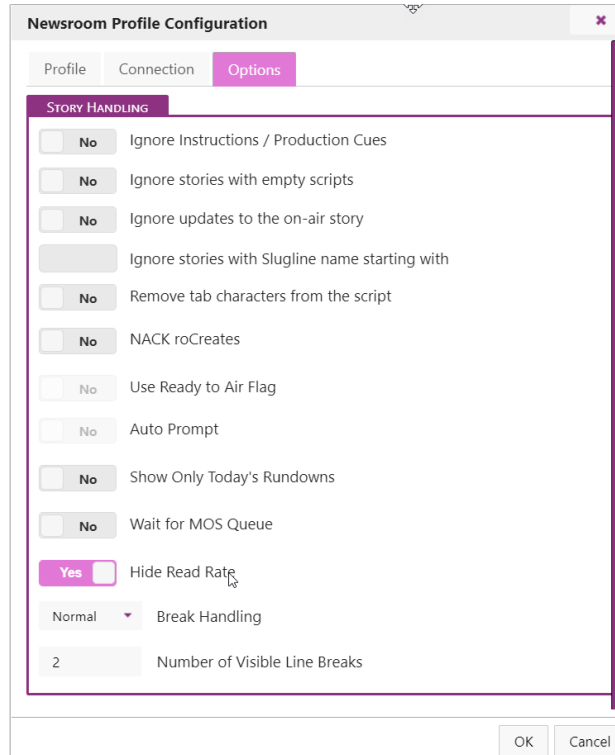 Newsroom Profile Configuration
Profile Connection Options
STORY HANDLING
No Ignore Instructions / Production Cues
No Ignore stories with empty scripts
No Ignore updates to the on-air story
Ignore stories with Slugline name starting with
No Remove tab characters from the script
No NACK roCreates
No Use Ready to Air Flag
No Auto Prompt
No Show Only Today's Rundowns
No Wait for MOS Queue
Yes Hide Read Rate
Normal Break Handling
2 Number of Visible Line Breaks
OK Cancel